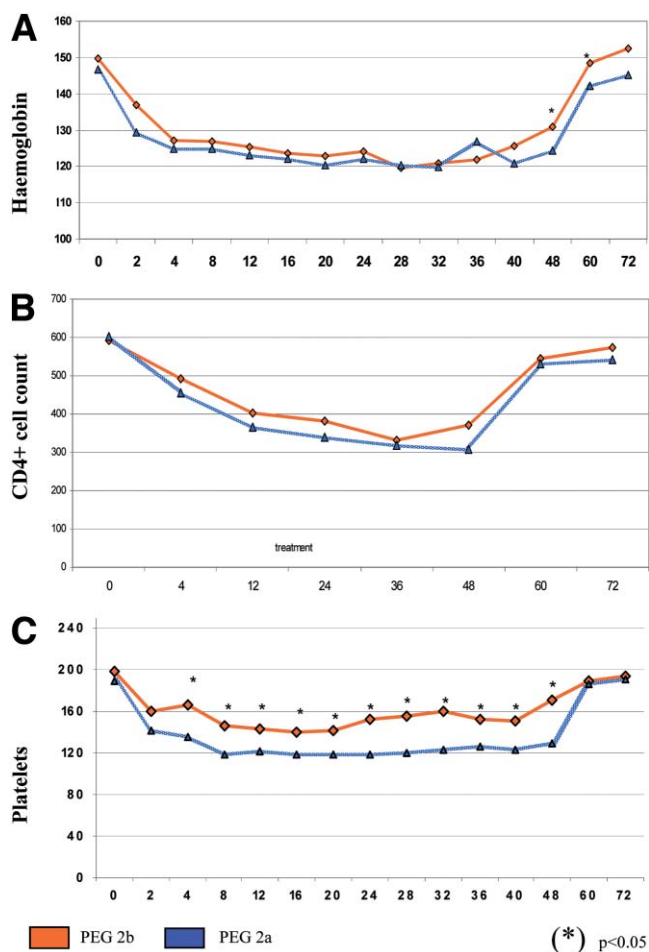 A
Haemoglobin
160
150
140
130
120
110
100
* *
0 2 4 8 12 16 20 24 28 32 36 40 48 60 72
B
CD4+ cell count
700
600
500
400
300
200
100
0
treatment
0 4 12 24 36 48 60 72
C
Platelets
240
200
160
120
80
40
0
* * * * * * * * * * *
0 2 4 8 12 16 20 24 28 32 36 40 48 60 72
PEG 2b PEG 2a (*) p<0.05